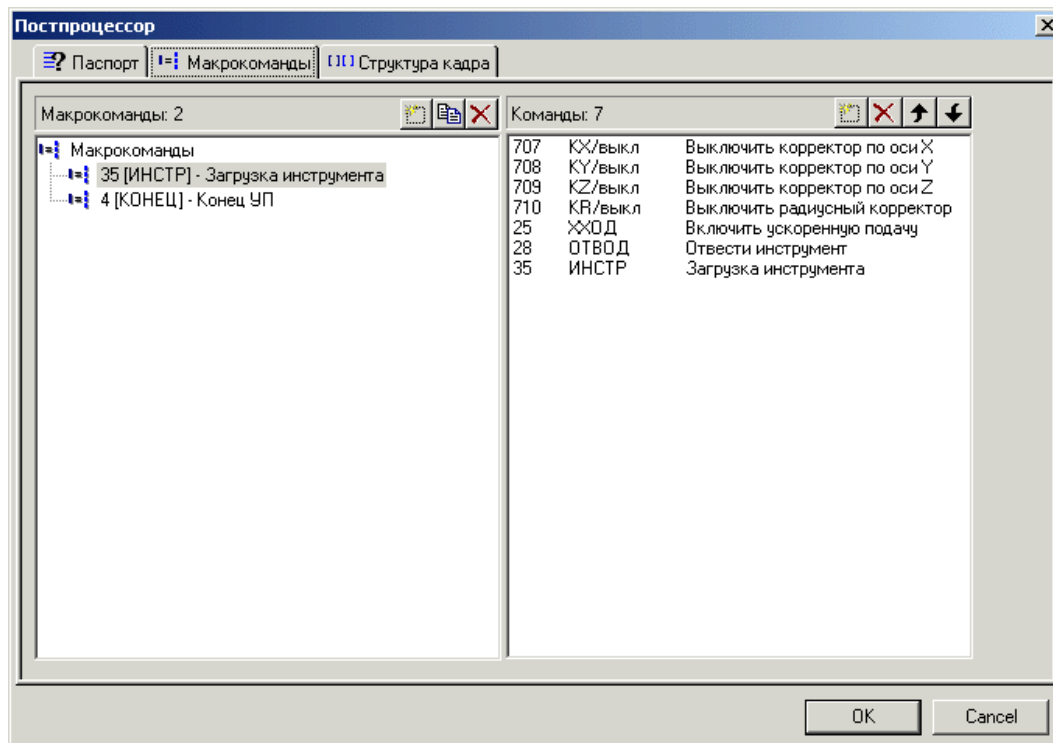 Постпроцессор
Паспорт Макрокоманды Структура кадра
Макрокоманды: 2
Макрокоманды
35 [ИНСТР] - Загрузка инструмента
4 [КОНЕЦ] - Конец УП
Команды: 7
707 KX/выкл Выключить корректор по оси X
708 KY/выкл Выключить корректор по оси Y
709 KZ/выкл Выключить корректор по оси Z
710 KR/выкл Выключить радиусный корректор
25 ХХОД Включить ускоренную подачу
28 ОТВОД Отвести инструмент
35 ИНСТР Загрузка инструмента
OK Cancel